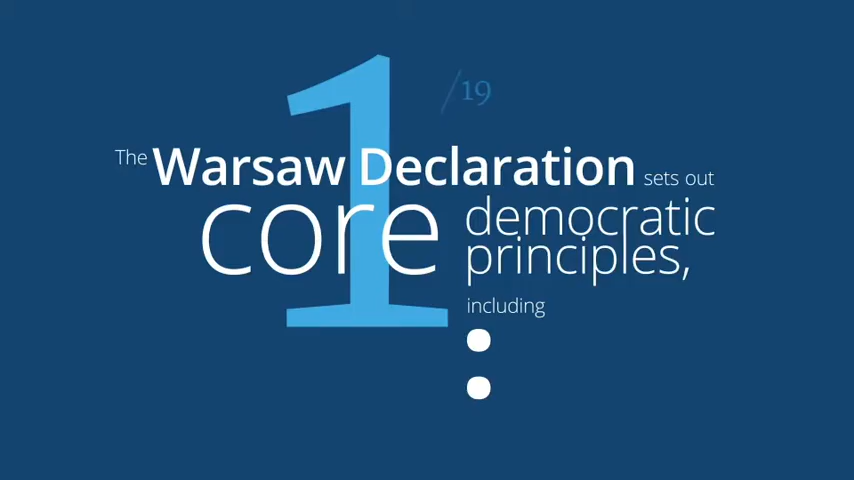 1
/19
The Warsaw Declaration sets out
core democratic
principles,
including
: